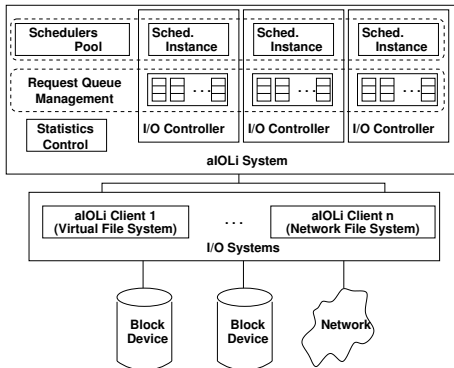 Schedulers
Pool
Sched.
Instance
Sched.
Instance
Sched.
Instance
Request Queue
Management
...
...
...
Statistics
Control
I/O Controller
I/O Controller
I/O Controller
aIOLi System
aIOLi Client 1
(Virtual File System)
...
aIOLi Client n
(Network File System)
I/O Systems
Block
Device
Block
Device
Network